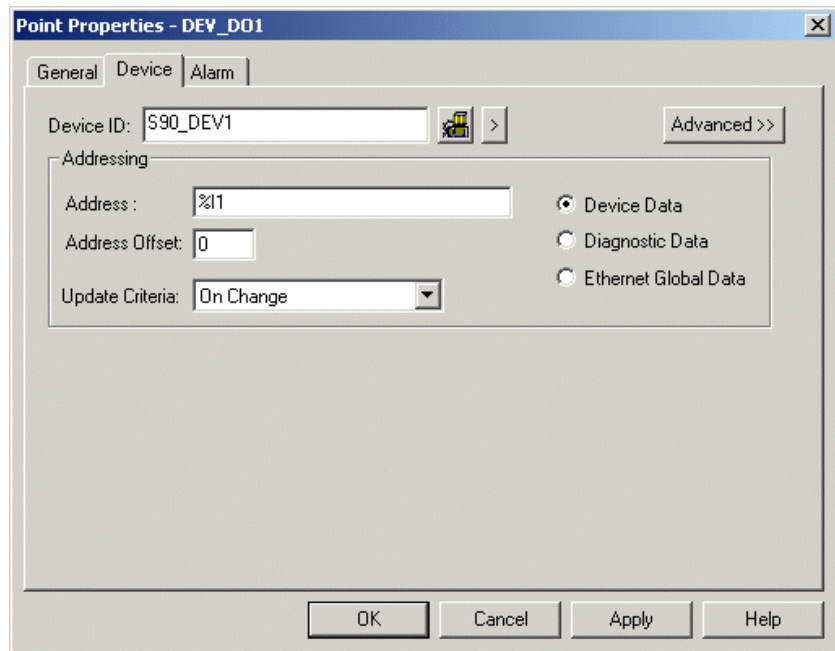 Point Properties - DEV_DO1
General Device Alarm
Device ID: S90_DEV1 > Advanced >>
Addressing
Address : %I1 Device Data
Address Offset: 0 Diagnostic Data
Update Criteria: On Change Ethernet Global Data
OK Cancel Apply Help